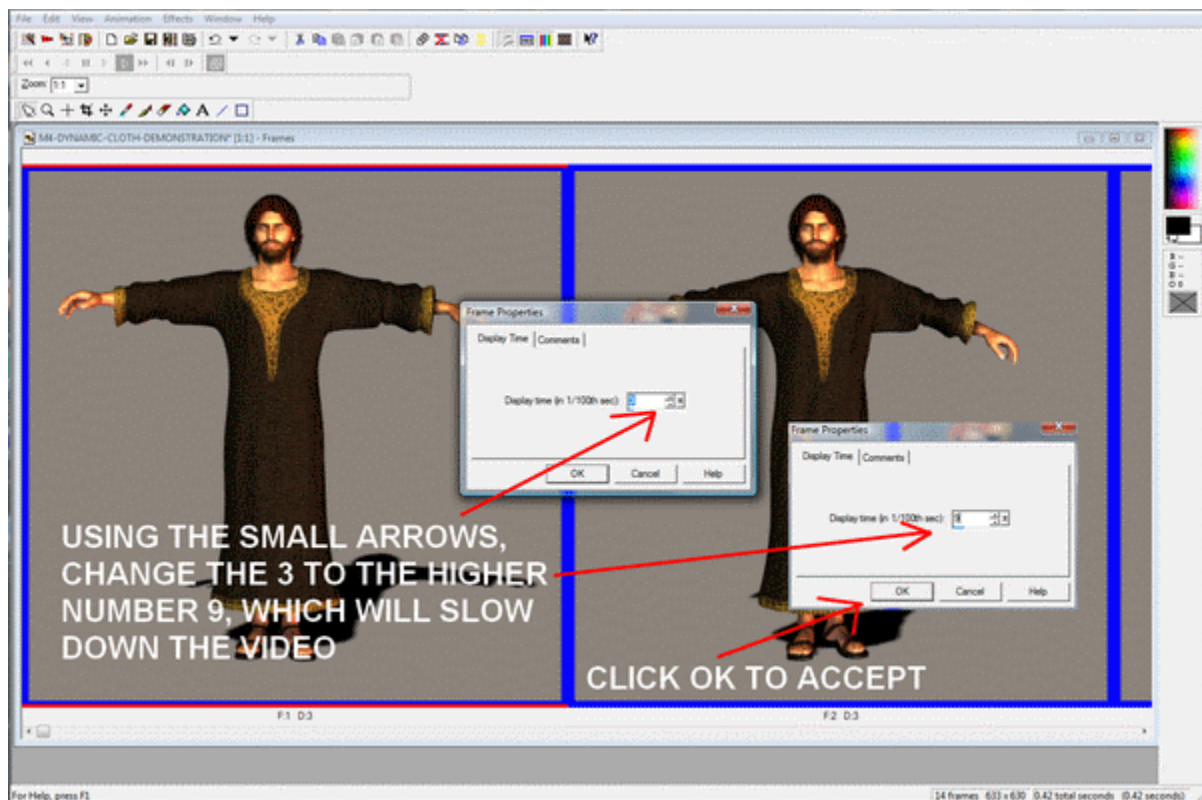 File Edit View Animation Effects Window Help
Zoom: 1:1
M4-DYNAMIC-CLOTH-DEMONSTRATION* [1:1] - Frames
Frame Properties
Display Time Comments
Display time (in 1/100th sec): 3
OK Cancel Help
Frame Properties
Display Time Comments
Display time (in 1/100th sec): 9
OK Cancel Help
USING THE SMALL ARROWS,
CHANGE THE 3 TO THE HIGHER
NUMBER 9, WHICH WILL SLOW
DOWN THE VIDEO
CLICK OK TO ACCEPT
F:1 D:3
F:2 D:3
For Help, press F1
14 frames 633 x 630 0.42 total seconds (0.42 seconds)